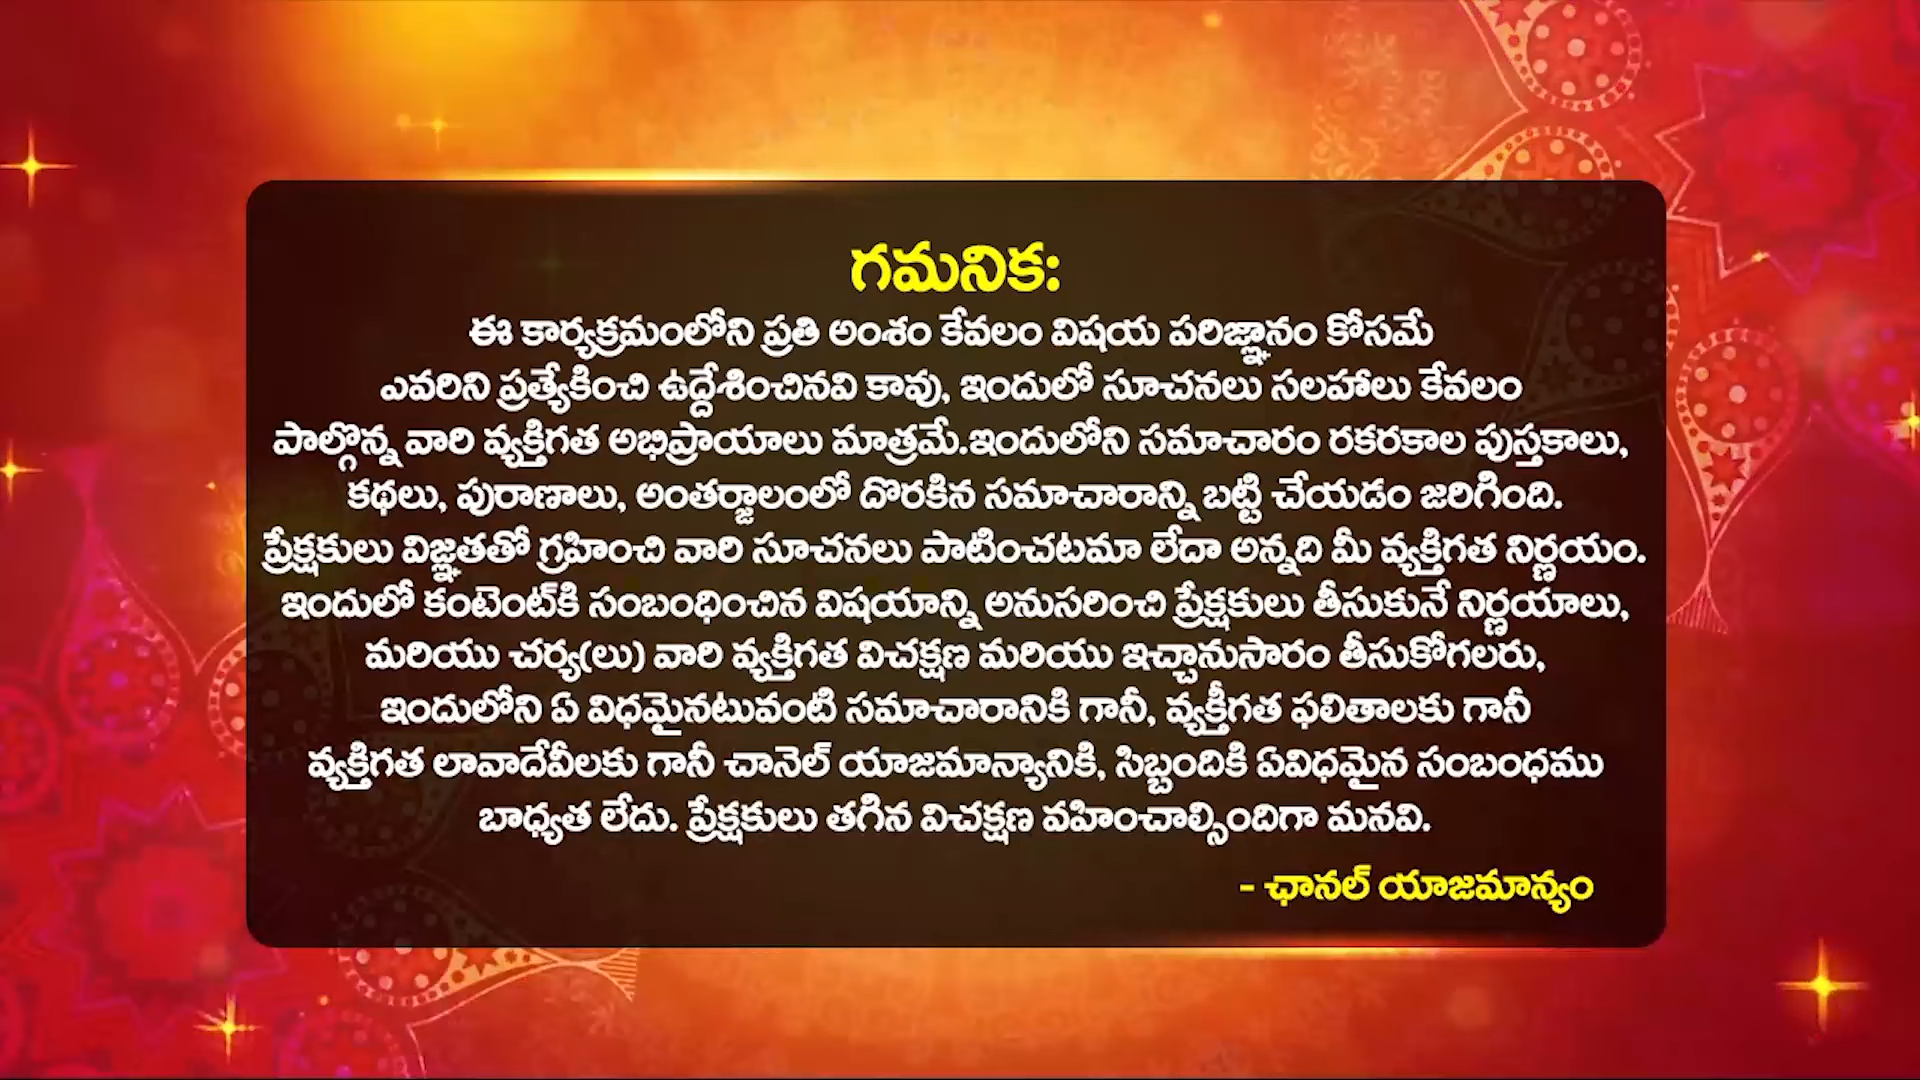 గమనిక:
ఈ కార్యక్రమంలోని ప్రతి అంశం కేవలం విషయ పరిజ్ఞానం కోసమే
ఎవరిని ప్రత్యేకించి ఉద్దేశించినవి కావు, ఇందులో సూచనలు సలహాలు కేవలం
పాల్గొన్న వారి వ్యక్తిగత అభిప్రాయాలు మాత్రమే.ఇందులోని సమాచారం రకరకాల పుస్తకాలు,
కథలు, పురాణాలు, అంతర్జాలంలో దొరకిన సమాచారాన్ని బట్టి చేయడం జరిగింది.
ప్రేక్షకులు విజ్ఞతతో గ్రహించి వారి సూచనలు పాటించటమా లేదా అన్నది మీ వ్యక్తిగత నిర్ణయం.
ఇందులో కంటెంట్‌కి సంబంధించిన విషయాన్ని అనుసరించి ప్రేక్షకులు తీసుకునే నిర్ణయాలు,
మరియు చర్య(లు) వారి వ్యక్తిగత విచక్షణ మరియు ఇచ్చానుసారం తీసుకోగలరు,
ఇందులోని ఏ విధమైనటువంటి సమాచారానికి గానీ, వ్యక్తీగత ఫలితాలకు గానీ
వ్యక్తిగత లావాదేవీలకు గానీ చానెల్ యాజమాన్యానికి, సిబ్బందికి ఏవిధమైన సంబంధము
బాధ్యత లేదు. ప్రేక్షకులు తగిన విచక్షణ వహించాల్సిందిగా మనవి.
- ఛానల్ యాజమాన్యం